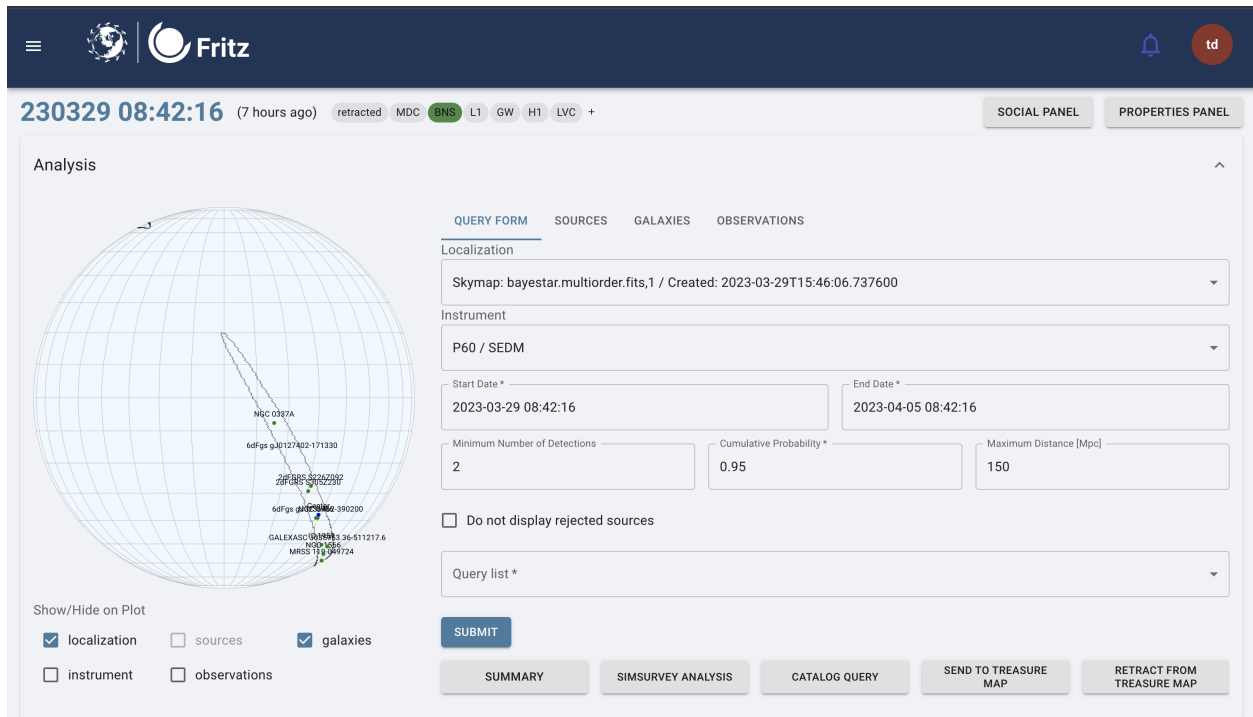 Fritz
td
230329 08:42:16 (7 hours ago) retracted MDC BNS L1 GW H1 LVC +
SOCIAL PANEL PROPERTIES PANEL
Analysis
QUERY FORM SOURCES GALAXIES OBSERVATIONS
Localization
Skymap: bayestar.multiorder.fits,1 / Created: 2023-03-29T15:46:06.737600
Instrument
P60 / SEDM
Start Date *
2023-03-29 08:42:16
End Date *
2023-04-05 08:42:16
Minimum Number of Detections
2
Cumulative Probability *
0.95
Maximum Distance [Mpc]
150
Do not display rejected sources
Query list *
SUBMIT
SUMMARY
SIMSURVEY ANALYSIS
CATALOG QUERY
SEND TO TREASURE
MAP
RETRACT FROM
TREASURE MAP
NGC 0337A
6dFgs gJ0127402-171330
2dFGRS S226Z092
2dFGRS S305Z230
Show/Hide on Plot
localization sources galaxies
instrument observations